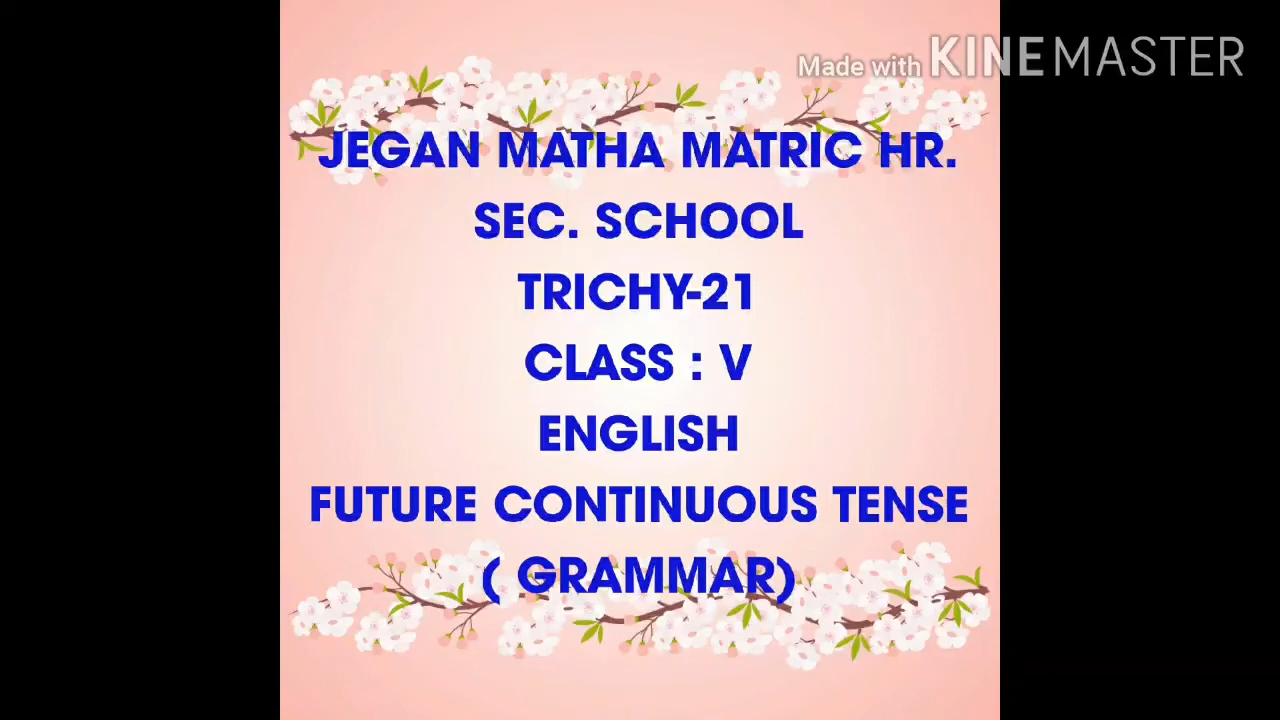 Made with KINEMASTER
JEGAN MATHA MATRIC HR.
SEC. SCHOOL
TRICHY-21
CLASS : V
ENGLISH
FUTURE CONTINUOUS TENSE
( GRAMMAR)